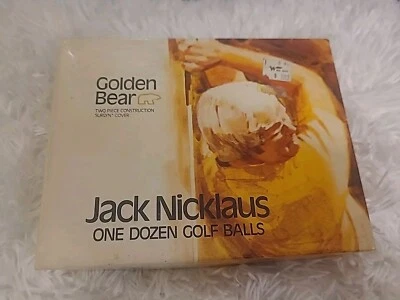 Golden
Bear
TWO PIECE CONSTRUCTION
SURLYN® COVER
Jack Nicklaus
ONE DOZEN GOLF BALLS